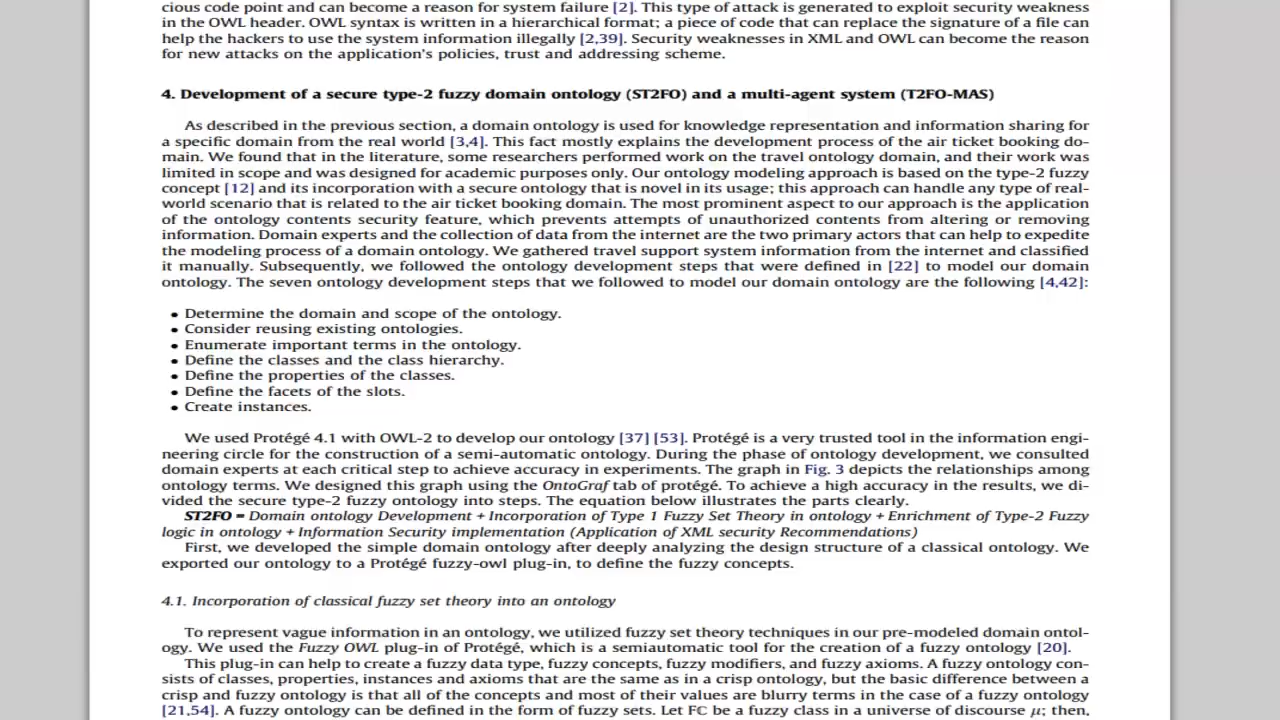 cious code point and can become a reason for system failure [2]. This type of attack is generated to exploit security weakness
in the OWL header. OWL syntax is written in a hierarchical format; a piece of code that can replace the signature of a file can
help the hackers to use the system information illegally [2,39]. Security weaknesses in XML and OWL can become the reason
for new attacks on the application's policies, trust and addressing scheme.
4. Development of a secure type-2 fuzzy domain ontology (ST2FO) and a multi-agent system (T2FO-MAS)
As described in the previous section, a domain ontology is used for knowledge representation and information sharing for
a specific domain from the real world [3,4]. This fact mostly explains the development process of the air ticket booking do-
main. We found that in the literature, some researchers performed work on the travel ontology domain, and their work was
limited in scope and was designed for academic purposes only. Our ontology modeling approach is based on the type-2 fuzzy
concept [12] and its incorporation with a secure ontology that is novel in its usage; this approach can handle any type of real-
world scenario that is related to the air ticket booking domain. The most prominent aspect to our approach is the application
of the ontology contents security feature, which prevents attempts of unauthorized contents from altering or removing
information. Domain experts and the collection of data from the internet are the two primary actors that can help to expedite
the modeling process of a domain ontology. We gathered travel support system information from the internet and classified
it manually. Subsequently, we followed the ontology development steps that were defined in [22] to model our domain
ontology. The seven ontology development steps that we followed to model our domain ontology are the following [4,42]:
• Determine the domain and scope of the ontology.
• Consider reusing existing ontologies.
• Enumerate important terms in the ontology.
• Define the classes and the class hierarchy.
• Define the properties of the classes.
• Define the facets of the slots.
• Create instances.
We used Protégé 4.1 with OWL-2 to develop our ontology [37] [53]. Protégé is a very trusted tool in the information engi-
neering circle for the construction of a semi-automatic ontology. During the phase of ontology development, we consulted
domain experts at each critical step to achieve accuracy in experiments. The graph in Fig. 3 depicts the relationships among
ontology terms. We designed this graph using the OntoGraf tab of protégé. To achieve a high accuracy in the results, we di-
vided the secure type-2 fuzzy ontology into steps. The equation below illustrates the parts clearly.
ST2FO = Domain ontology Development + Incorporation of Type 1 Fuzzy Set Theory in ontology + Enrichment of Type-2 Fuzzy
logic in ontology + Information Security implementation (Application of XML security Recommendations)
First, we developed the simple domain ontology after deeply analyzing the design structure of a classical ontology. We
exported our ontology to a Protégé fuzzy-owl plug-in, to define the fuzzy concepts.
4.1. Incorporation of classical fuzzy set theory into an ontology
To represent vague information in an ontology, we utilized fuzzy set theory techniques in our pre-modeled domain ontol-
ogy. We used the Fuzzy OWL plug-in of Protégé, which is a semiautomatic tool for the creation of a fuzzy ontology [20].
This plug-in can help to create a fuzzy data type, fuzzy concepts, fuzzy modifiers, and fuzzy axioms. A fuzzy ontology con-
sists of classes, properties, instances and axioms that are the same as in a crisp ontology, but the basic difference between a
crisp and fuzzy ontology is that all of the concepts and most of their values are blurry terms in the case of a fuzzy ontology
[21,54]. A fuzzy ontology can be defined in the form of fuzzy sets. Let FC be a fuzzy class in a universe of discourse μ; then,